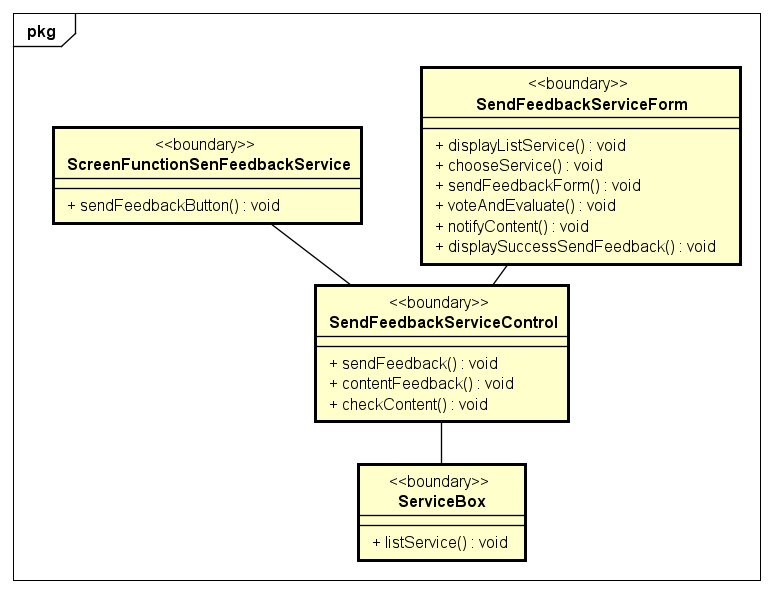 pkg
<<boundary>>
SendFeedbackServiceForm
+ displayListService() : void
+ chooseService() : void
+ sendFeedbackForm() : void
+ voteAndEvaluate() : void
+ notifyContent() : void
+ displaySuccessSendFeedback() : void
<<boundary>>
ScreenFunctionSenFeedbackService
+ sendFeedbackButton() : void
<<boundary>>
SendFeedbackServiceControl
+ sendFeedback() : void
+ contentFeedback() : void
+ checkContent() : void
<<boundary>>
ServiceBox
+ listService() : void